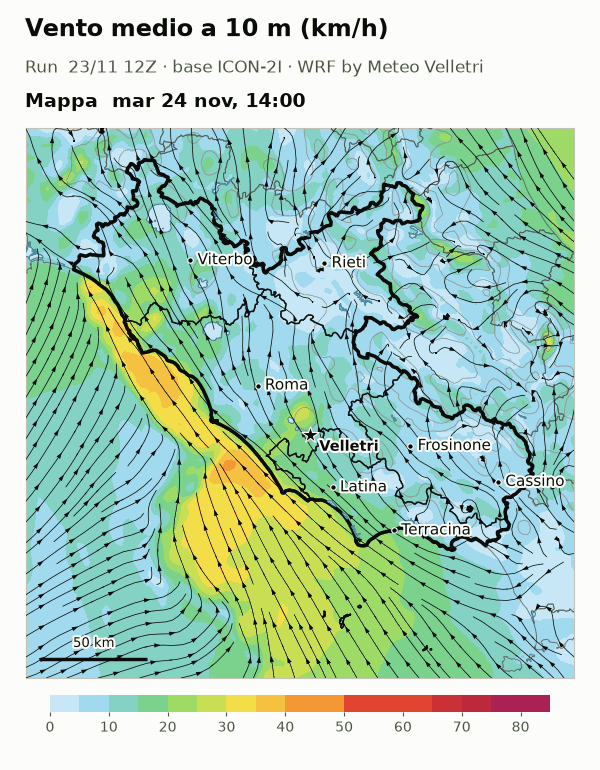 Vento medio a 10 m (km/h)
Run 23/11 12Z · base ICON-2I · WRF by Meteo Velletri
Mappa mar 24 nov, 14:00
Viterbo
Rieti
Roma
Velletri
Frosinone
Latina
Cassino
Terracina
50 km
0 10 20 30 40 50 60 70 80